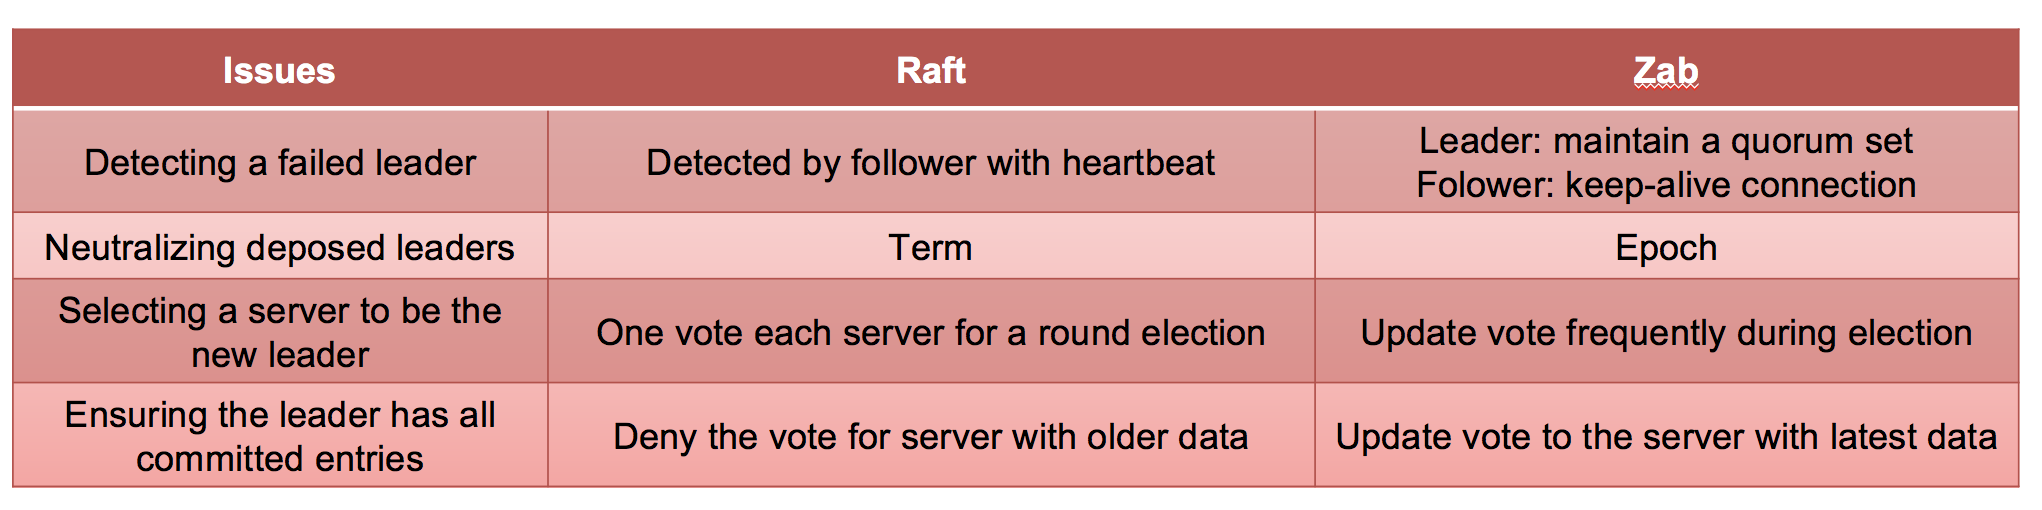 Issues
Raft
Zab
Detecting a failed leader
Detected by follower with heartbeat
Leader: maintain a quorum set
Folower: keep-alive connection
Neutralizing deposed leaders
Term
Epoch
Selecting a server to be the
new leader
One vote each server for a round election
Update vote frequently during election
Ensuring the leader has all
committed entries
Deny the vote for server with older data
Update vote to the server with latest data